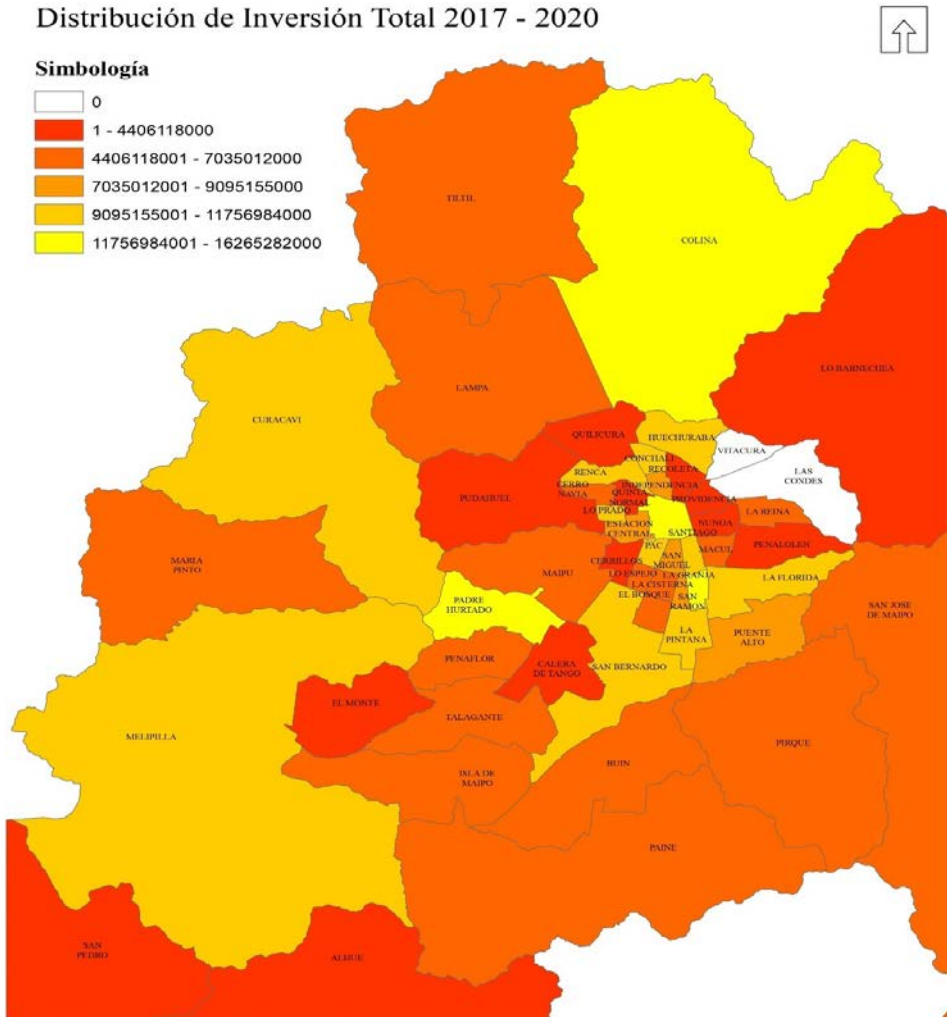 Distribución de Inversión Total 2017 - 2020
Simbología
0
1 - 4406118000
4406118001 - 7035012000
7035012001 - 9095155000
9095155001 - 11756984000
11756984001 - 16265282000
TILTIL
COLINA
LO BARNECHEA
LAMPA
CURACAVI
QUILICURA
HUECHURABA
VITACURA
CONCHALI
LAS
CONDES
RENCA
RECOLETA
CERRO
NAVIA
INDEPENDENCIA
QUINTA
NORMAL
PUDAHUEL
PROVIDENCIA
LO PRADO
LA REINA
ESTACION
CENTRAL
SANTIAGO
NUNOA
PENALOLEN
PAC
SAN
MIGUEL
MACUL
CERRILLOS
MARIA
PINTO
MAIPU
LO ESPEJO
LA GRANJA
LA FLORIDA
LA CISTERNA
EL BOSQUE
SAN
RAMON
PADRE
HURTADO
SAN JOSE
DE MAIPO
LA
PINTANA
PUENTE
ALTO
PENAFLOR
CALERA
DE TANGO
SAN BERNARDO
EL MONTE
TALAGANTE
MELIPILLA
PIRQUE
BUIN
ISLA DE
MAIPO
PAINE
SAN
PEDRO
ALHUE